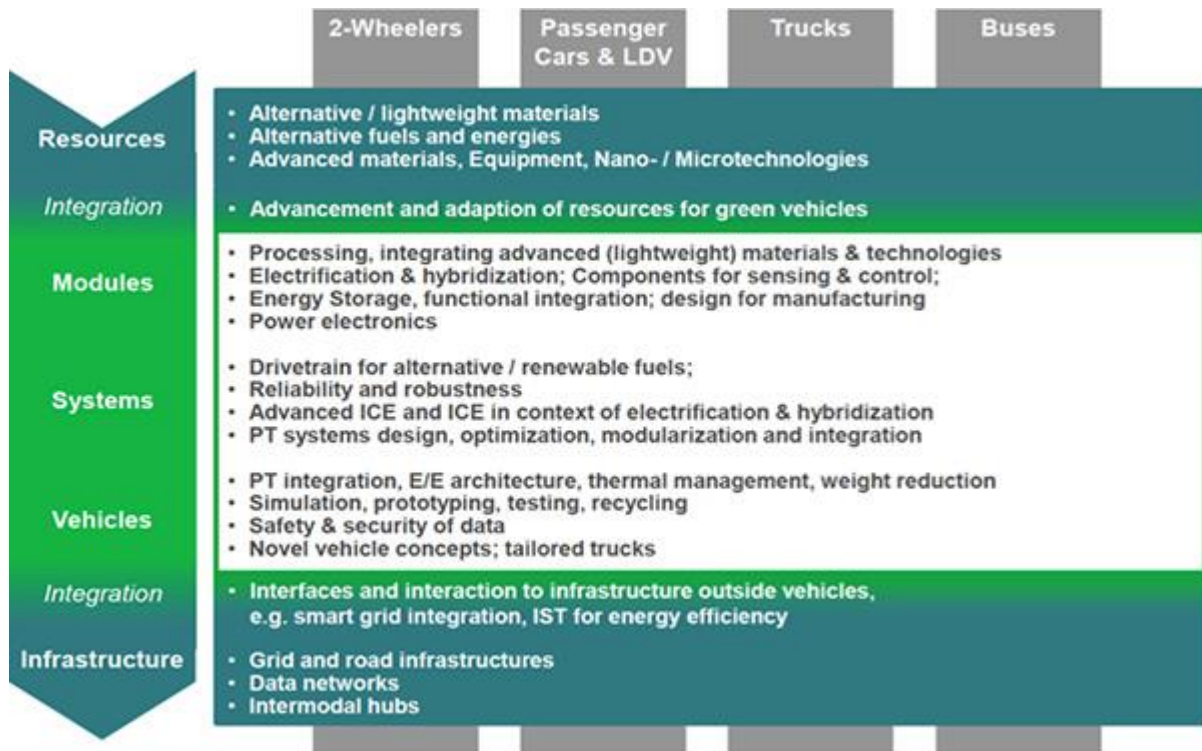 2-Wheelers
Passenger
Cars & LDV
Trucks
Buses
Resources
• Alternative / lightweight materials
• Alternative fuels and energies
• Advanced materials, Equipment, Nano- / Microtechnologies
Integration
• Advancement and adaption of resources for green vehicles
Modules
• Processing, integrating advanced (lightweight) materials & technologies
• Electrification & hybridization; Components for sensing & control;
• Energy Storage, functional integration; design for manufacturing
• Power electronics
Systems
• Drivetrain for alternative / renewable fuels;
• Reliability and robustness
• Advanced ICE and ICE in context of electrification & hybridization
• PT systems design, optimization, modularization and integration
Vehicles
• PT integration, E/E architecture, thermal management, weight reduction
• Simulation, prototyping, testing, recycling
• Safety & security of data
• Novel vehicle concepts; tailored trucks
Integration
• Interfaces and interaction to infrastructure outside vehicles,
e.g. smart grid integration, IST for energy efficiency
Infrastructure
• Grid and road infrastructures
• Data networks
• Intermodal hubs